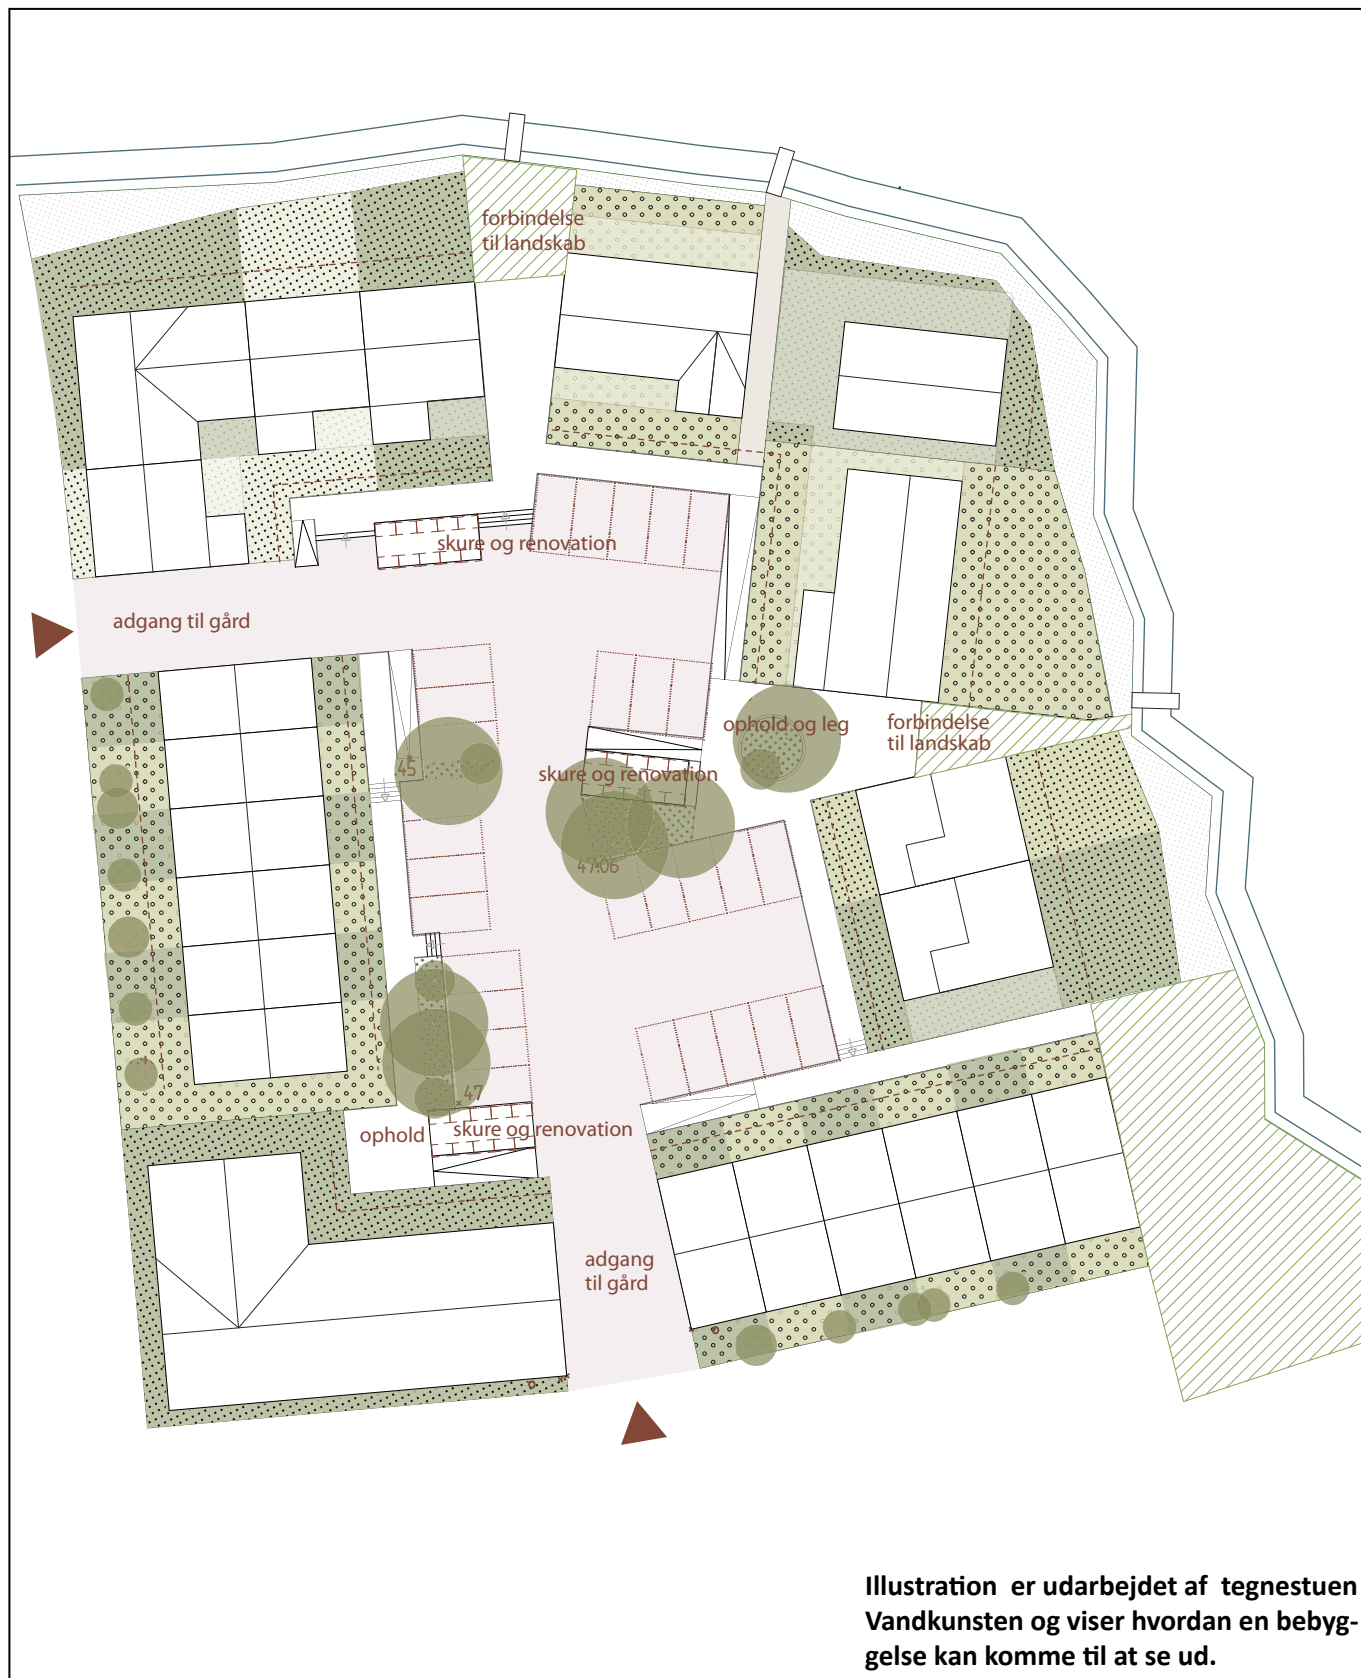 forbindelse
til landskab
skure og renovation
adgang til gård
ophold og leg
forbindelse
til landskab
.45
skure og renovation
47.06
47
ophold
skure og renovation
adgang
til gård
Illustration er udarbejdet af tegnestuen
Vandkunsten og viser hvordan en bebyg-
gelse kan komme til at se ud.